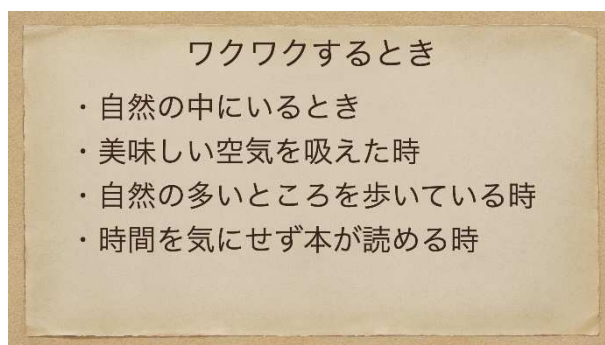 ワクワクするとき
・自然の中にいるとき
・美味しい空気を吸えた時
・自然の多いところを歩いている時
・時間を気にせず本が読める時